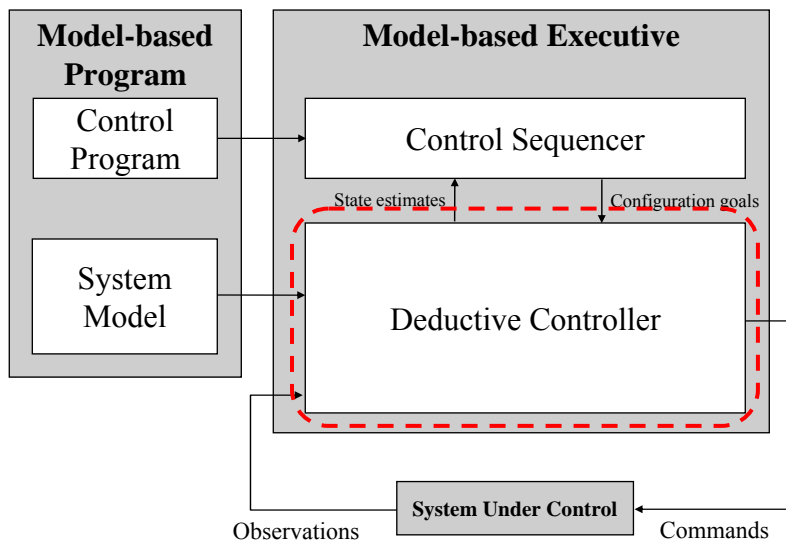 Model-based
Program
Model-based Executive
Control
Program
Control Sequencer
State estimates
Configuration goals
System
Model
Deductive Controller
System Under Control
Observations
Commands